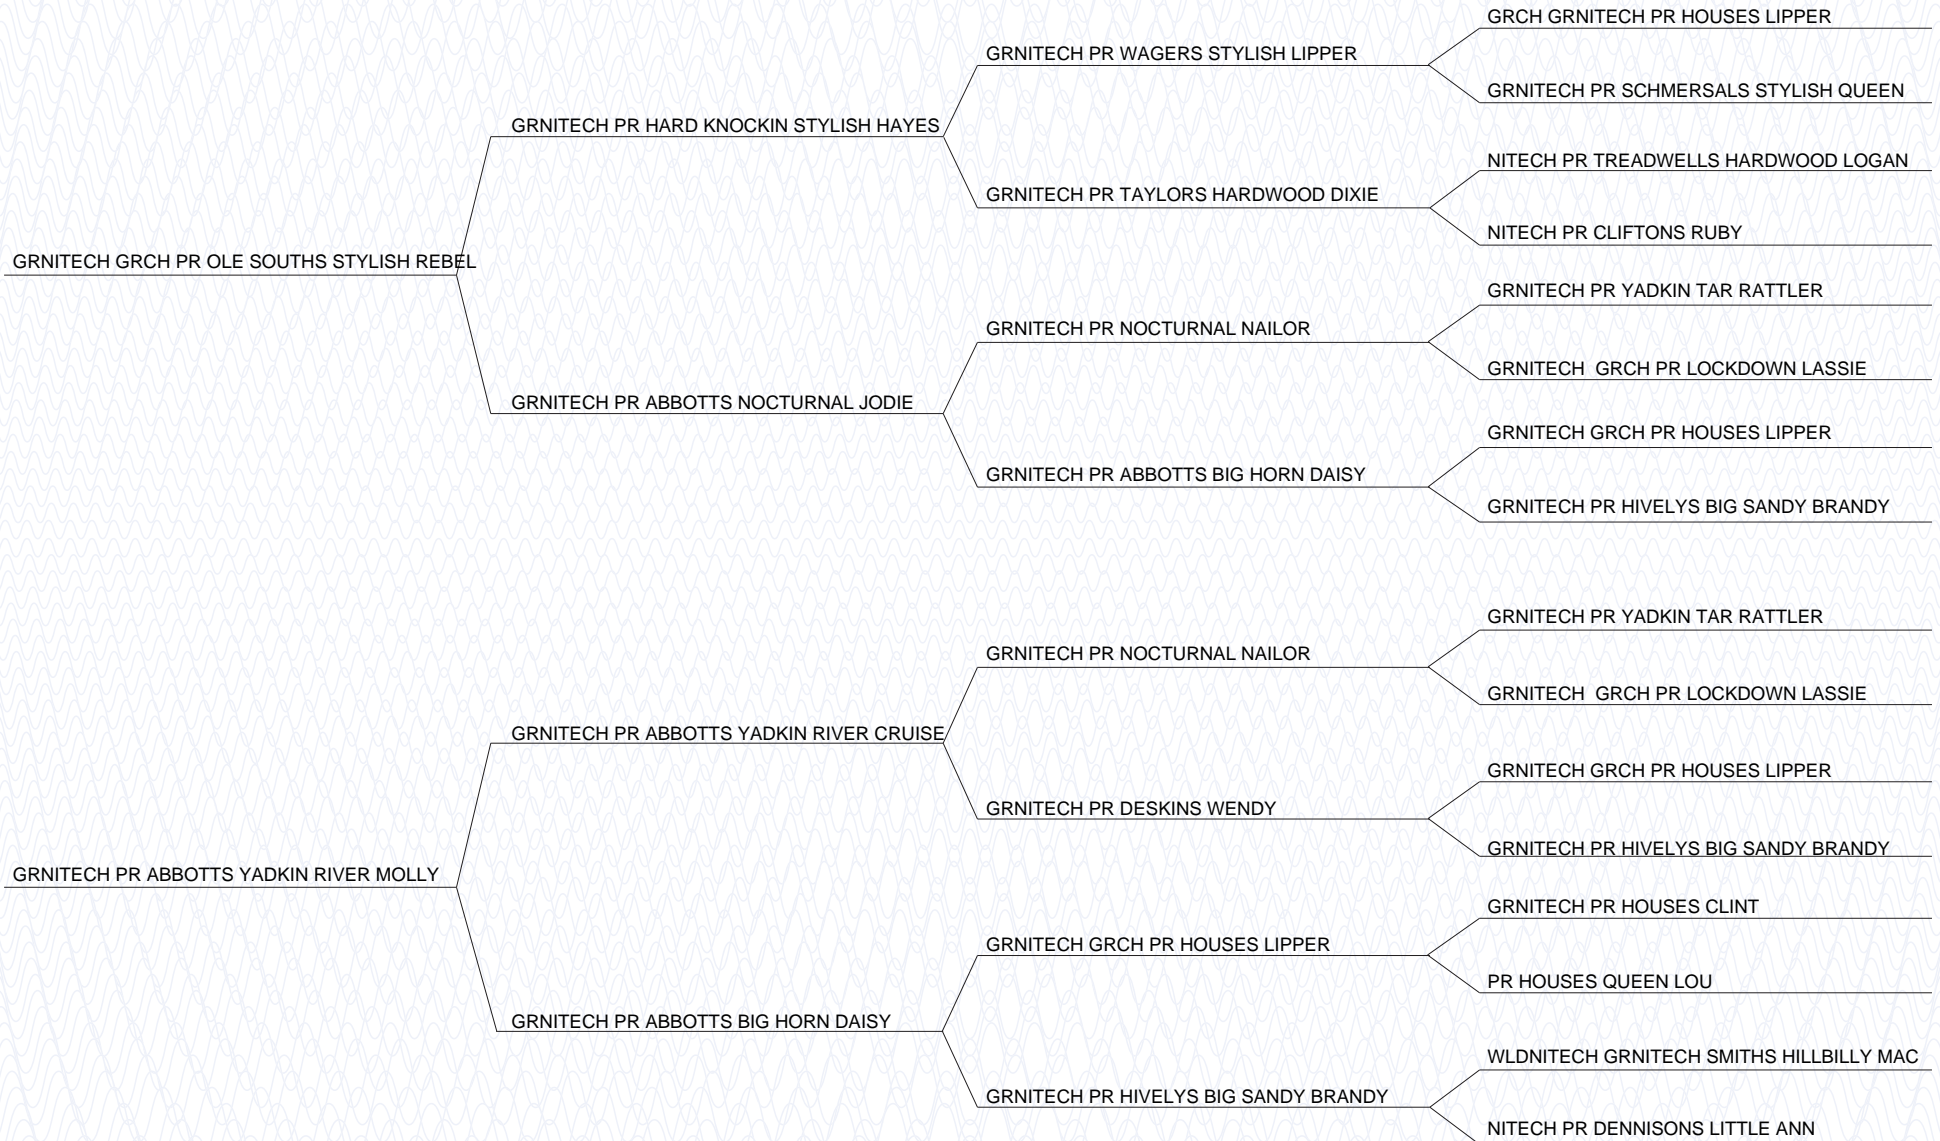 GRCH GRNITECH PR HOUSES LIPPER
GRNITECH PR WAGERS STYLISH LIPPER
GRNITECH PR SCHMERSALS STYLISH QUEEN
GRNITECH PR HARD KNOCKIN STYLISH HAYES
NITECH PR TREADWELLS HARDWOOD LOGAN
GRNITECH PR TAYLORS HARDWOOD DIXIE
NITECH PR CLIFTONS RUBY
GRNITECH GRCH PR OLE SOUTHS STYLISH REBEL
GRNITECH PR YADKIN TAR RATTLER
GRNITECH PR NOCTURNAL NAILOR
GRNITECH  GRCH PR LOCKDOWN LASSIE
GRNITECH PR ABBOTTS NOCTURNAL JODIE
GRNITECH GRCH PR HOUSES LIPPER
GRNITECH PR ABBOTTS BIG HORN DAISY
GRNITECH PR HIVELYS BIG SANDY BRANDY
GRNITECH PR YADKIN TAR RATTLER
GRNITECH PR NOCTURNAL NAILOR
GRNITECH  GRCH PR LOCKDOWN LASSIE
GRNITECH PR ABBOTTS YADKIN RIVER CRUISE
GRNITECH GRCH PR HOUSES LIPPER
GRNITECH PR DESKINS WENDY
GRNITECH PR HIVELYS BIG SANDY BRANDY
GRNITECH PR ABBOTTS YADKIN RIVER MOLLY
GRNITECH PR HOUSES CLINT
GRNITECH GRCH PR HOUSES LIPPER
PR HOUSES QUEEN LOU
GRNITECH PR ABBOTTS BIG HORN DAISY
WLDNITECH GRNITECH SMITHS HILLBILLY MAC
GRNITECH PR HIVELYS BIG SANDY BRANDY
NITECH PR DENNISONS LITTLE ANN